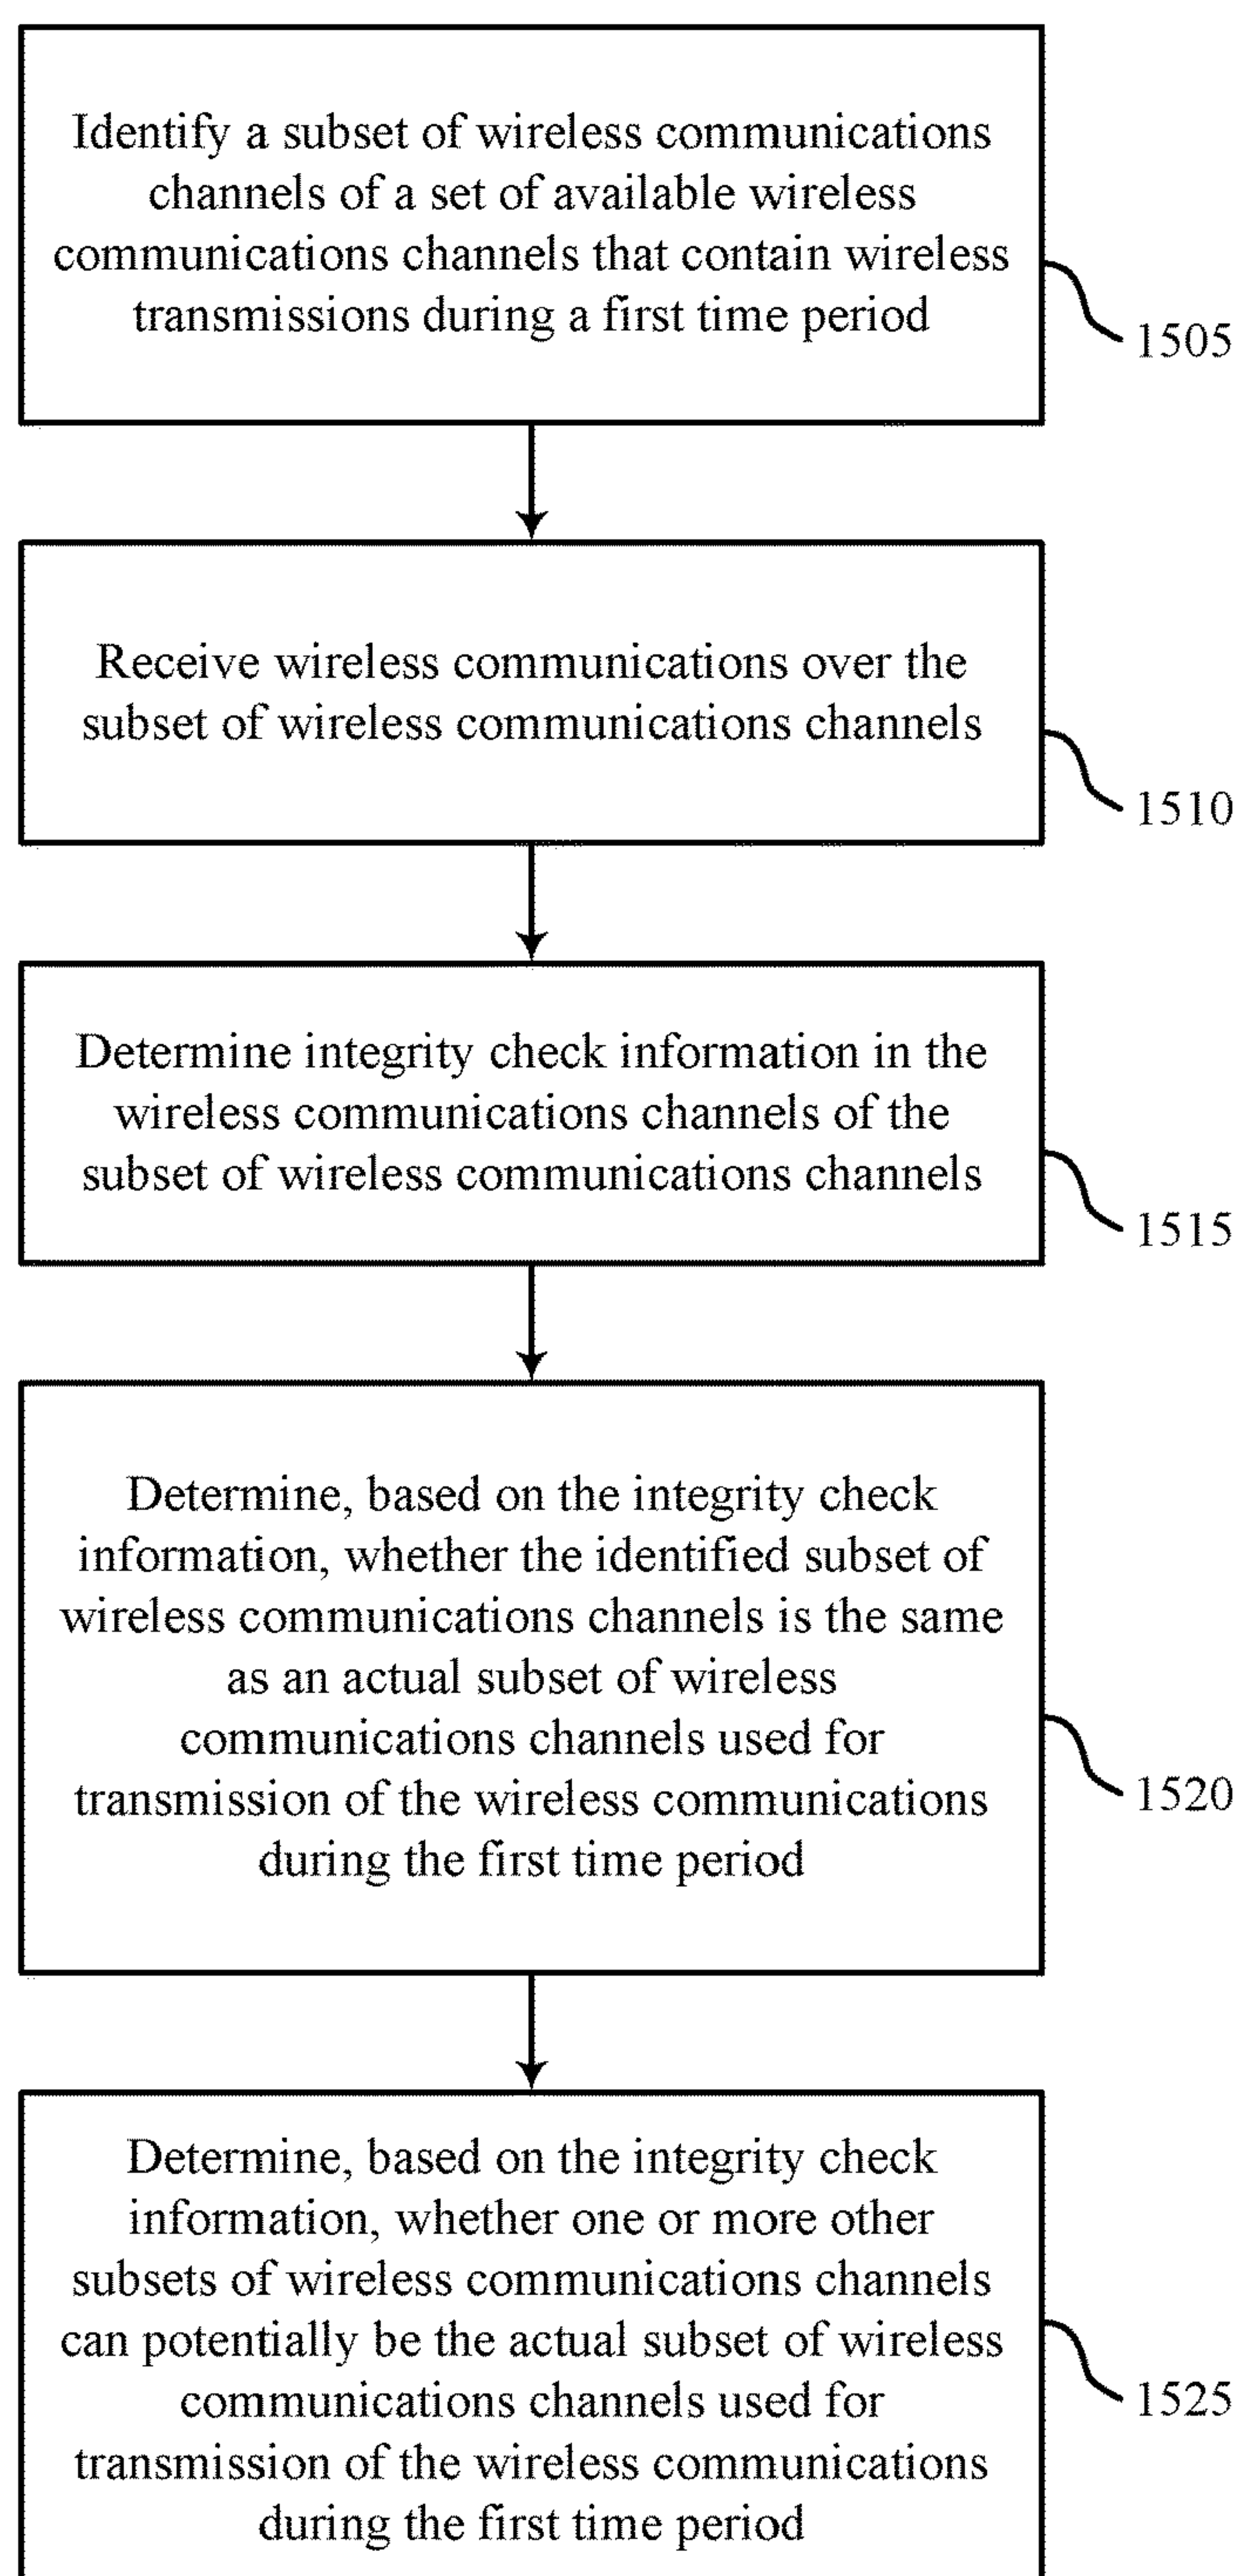 Identify a subset of wireless communications
channels of a set of available wireless
communications channels that contain wireless
transmissions during a first time period
1505
Receive wireless communications over the
subset of wireless communications channels
1510
Determine integrity check information in the
wireless communications channels of the
subset of wireless communications channels
1515
Determine, based on the integrity check
information, whether the identified subset of
wireless communications channels is the same
as an actual subset of wireless
communications channels used for
transmission of the wireless communications
during the first time period
1520
Determine, based on the integrity check
information, whether one or more other
subsets of wireless communications channels
can potentially be the actual subset of wireless
communications channels used for
transmission of the wireless communications
during the first time period
1525